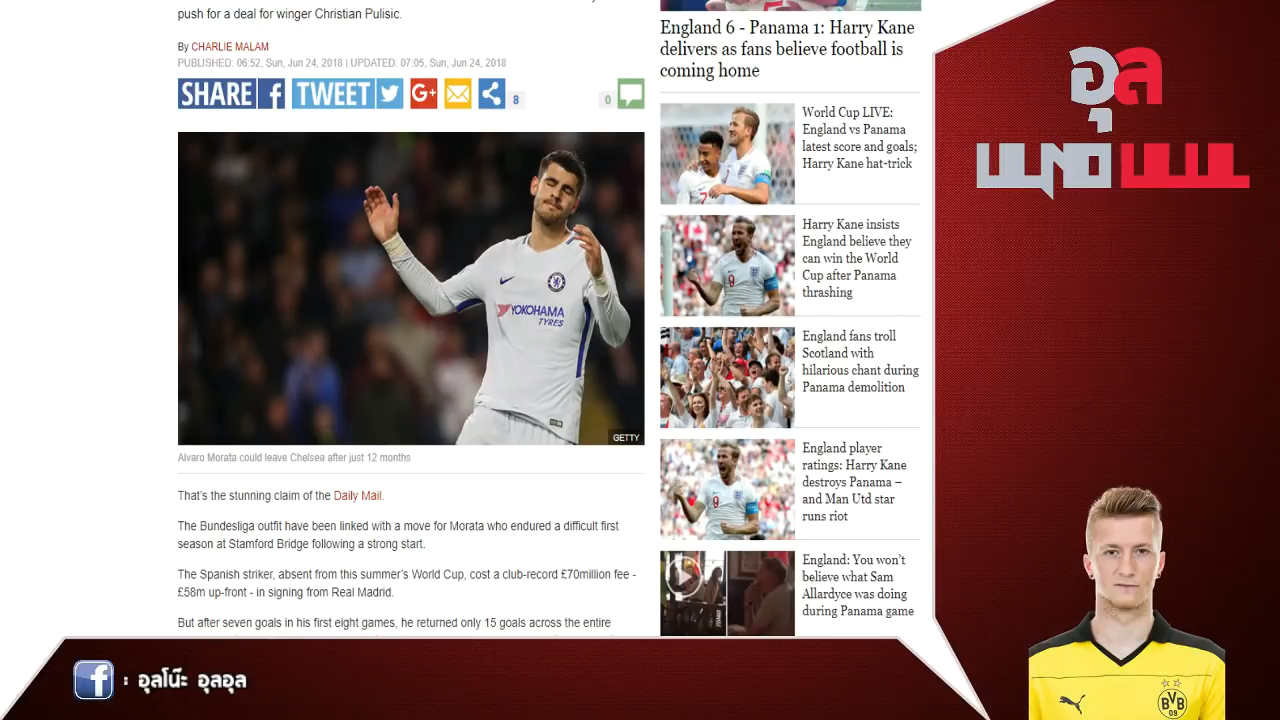 push for a deal for winger Christian Pulisic.
By CHARLIE MALAM
PUBLISHED: 06:52, Sun, Jun 24, 2018 | UPDATED: 07:05, Sun, Jun 24, 2018
SHARE f TWEET G+ 8 0
YOKOHAMA
TYRES
GETTY
Alvaro Morata could leave Chelsea after just 12 months
That's the stunning claim of the Daily Mail.
The Bundesliga outfit have been linked with a move for Morata who endured a difficult first
season at Stamford Bridge following a strong start.
The Spanish striker, absent from this summer's World Cup, cost a club-record £70million fee -
£58m up-front - in signing from Real Madrid.
But after seven goals in his first eight games, he returned only 15 goals across the entire
England 6 - Panama 1: Harry Kane
delivers as fans believe football is
coming home
World Cup LIVE:
England vs Panama
latest score and goals;
Harry Kane hat-trick
Harry Kane insists
England believe they
can win the World
Cup after Panama
thrashing
9
England fans troll
Scotland with
hilarious chant during
Panama demolition
England player
ratings: Harry Kane
destroys Panama –
and Man Utd star
runs riot
9
England: You won't
believe what Sam
Allardyce was doing
during Panama game
อุล
BVB
09
f : อุลโน๊ะ อุลอุล